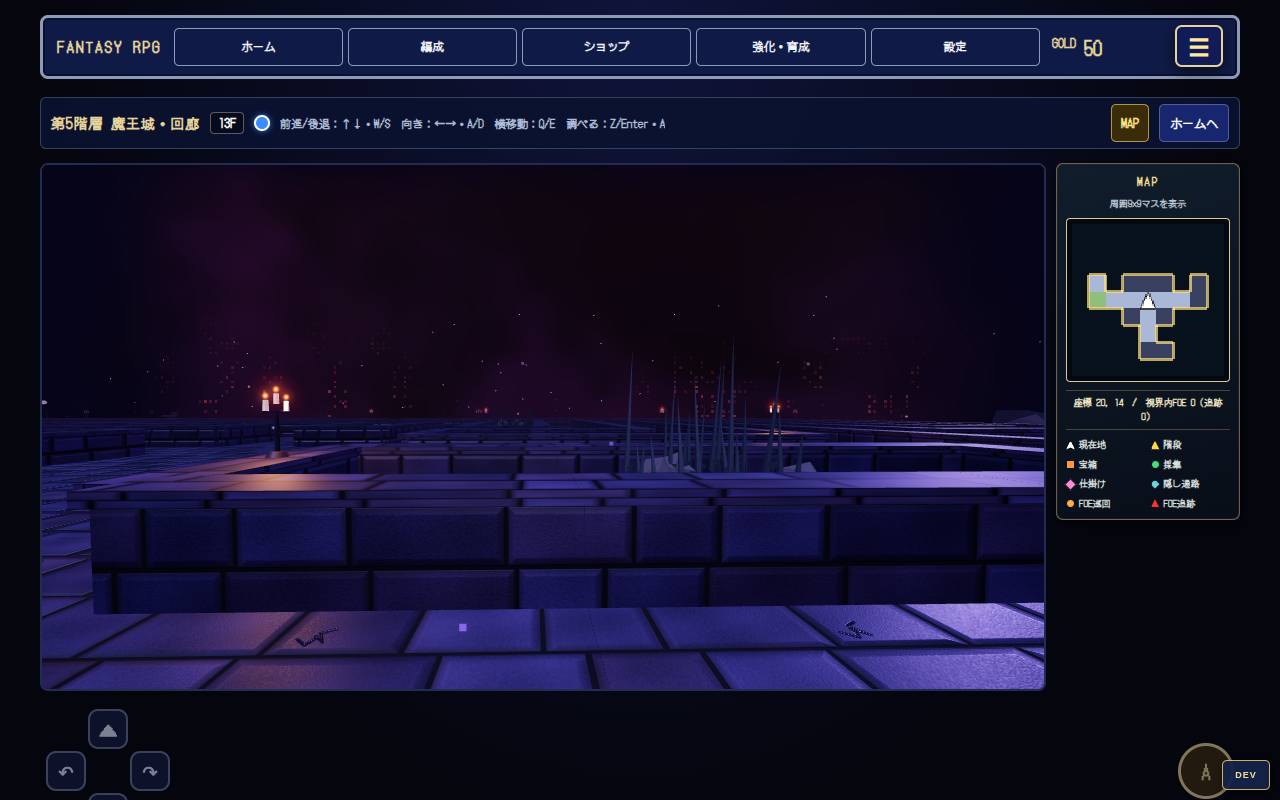 FANTASY RPG
ホーム
編成
ショップ
強化・育成
設定
GOLD 50
第5階層 魔王城・回廊
13F
前進/後退：↑↓・W/S 向き：←→・A/D 横移動：Q/E 調べる：Z/Enter・A
MAP
ホームへ
MAP
周囲9x9マスを表示
座標 20, 14 / 視界内FOE 0（追跡
0）
現在地
階段
宝箱
採集
仕掛け
隠し通路
FOE巡回
FOE追跡
A
DEV